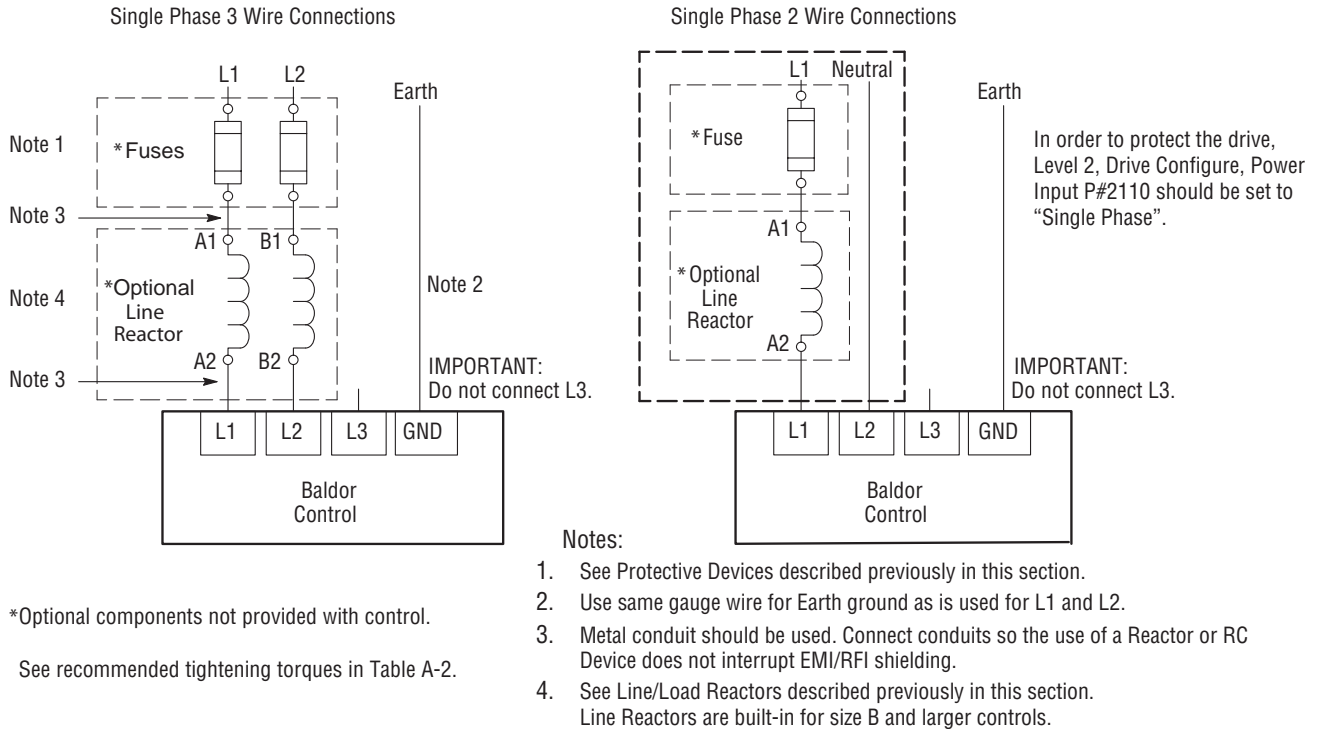 Single Phase 3 Wire Connections
L1 L2
Earth
Note 1
*Fuses
Note 3
A1 B1
Note 4
*Optional
Line
Reactor
Note 2
A2 B2
Note 3
IMPORTANT:
Do not connect L3.
L1 L2 L3 GND
Baldor
Control
Single Phase 2 Wire Connections
L1 Neutral
Earth
*Fuse
A1
*Optional
Line
Reactor
A2
IMPORTANT:
Do not connect L3.
L1 L2 L3 GND
Baldor
Control
In order to protect the drive,
Level 2, Drive Configure, Power
Input P#2110 should be set to
“Single Phase”.
*Optional components not provided with control.
See recommended tightening torques in Table A-2.
Notes:
1. See Protective Devices described previously in this section.
2. Use same gauge wire for Earth ground as is used for L1 and L2.
3. Metal conduit should be used. Connect conduits so the use of a Reactor or RC
Device does not interrupt EMI/RFI shielding.
4. See Line/Load Reactors described previously in this section.
Line Reactors are built-in for size B and larger controls.